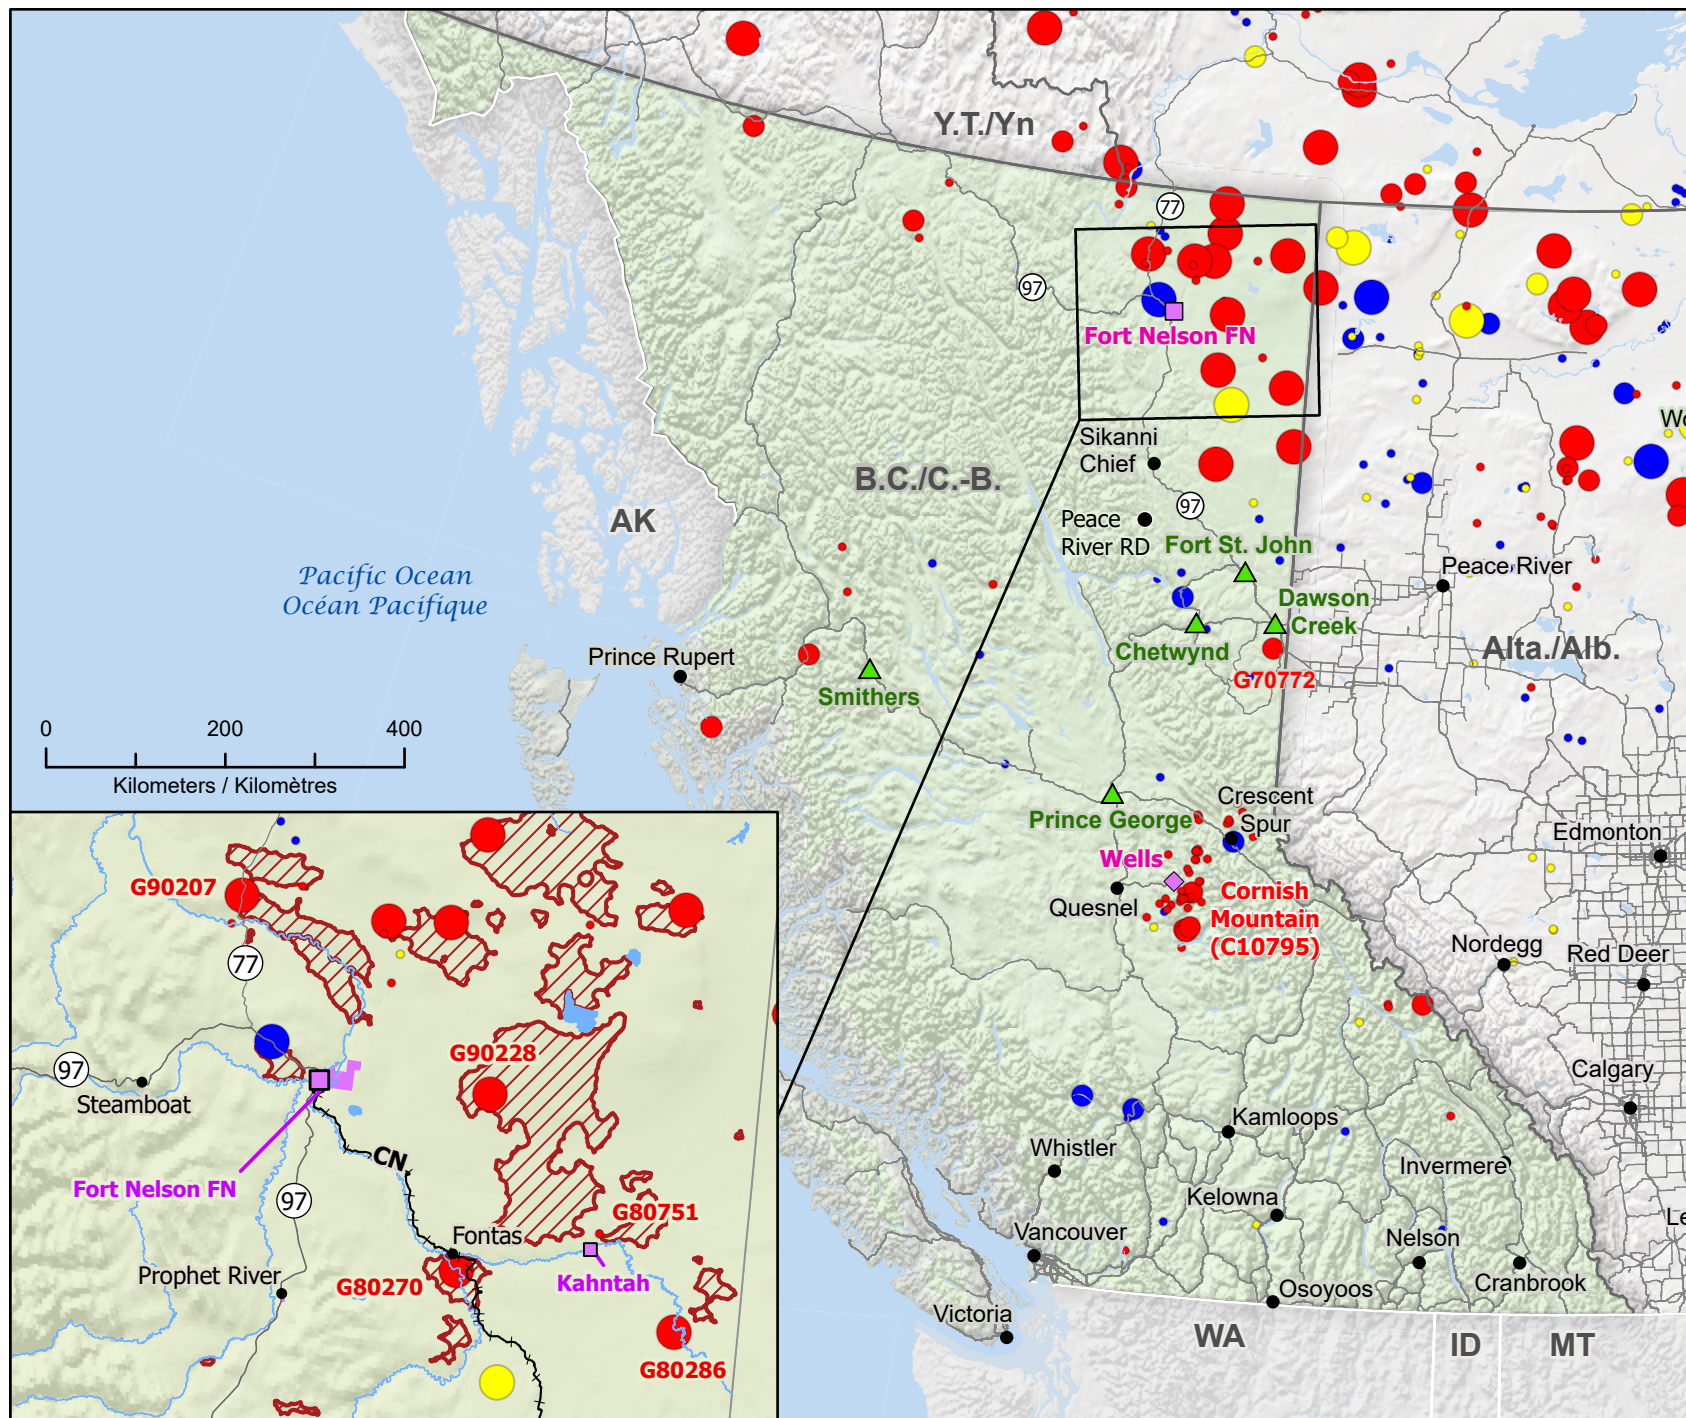 Y.T./Yn
77
97
Fort Nelson FN
Sikanni
Chief
B.C./C.-B.
97
AK
Peace
River RD
Fort St. John
Pacific Ocean
Océan Pacifique
Peace River
Dawson
Creek
Chetwynd
Alta./Alb.
Prince Rupert
G70772
Smithers
0 200 400
Kilometers / Kilomètres
Crescent
Spur
Prince George
Edmonton
Wells
Cornish
Mountain
(C10795)
Quesnel
Nordegg
Red Deer
Calgary
Kamloops
Whistler
Invermere
Kelowna
Vancouver
Nelson
Cranbrook
Osoyoos
Victoria
WA
ID
MT
G90207
77
G90228
97
Steamboat
CN
Fort Nelson FN
97
G80751
Fontas
Prophet River
G80270
Kahntah
G80286